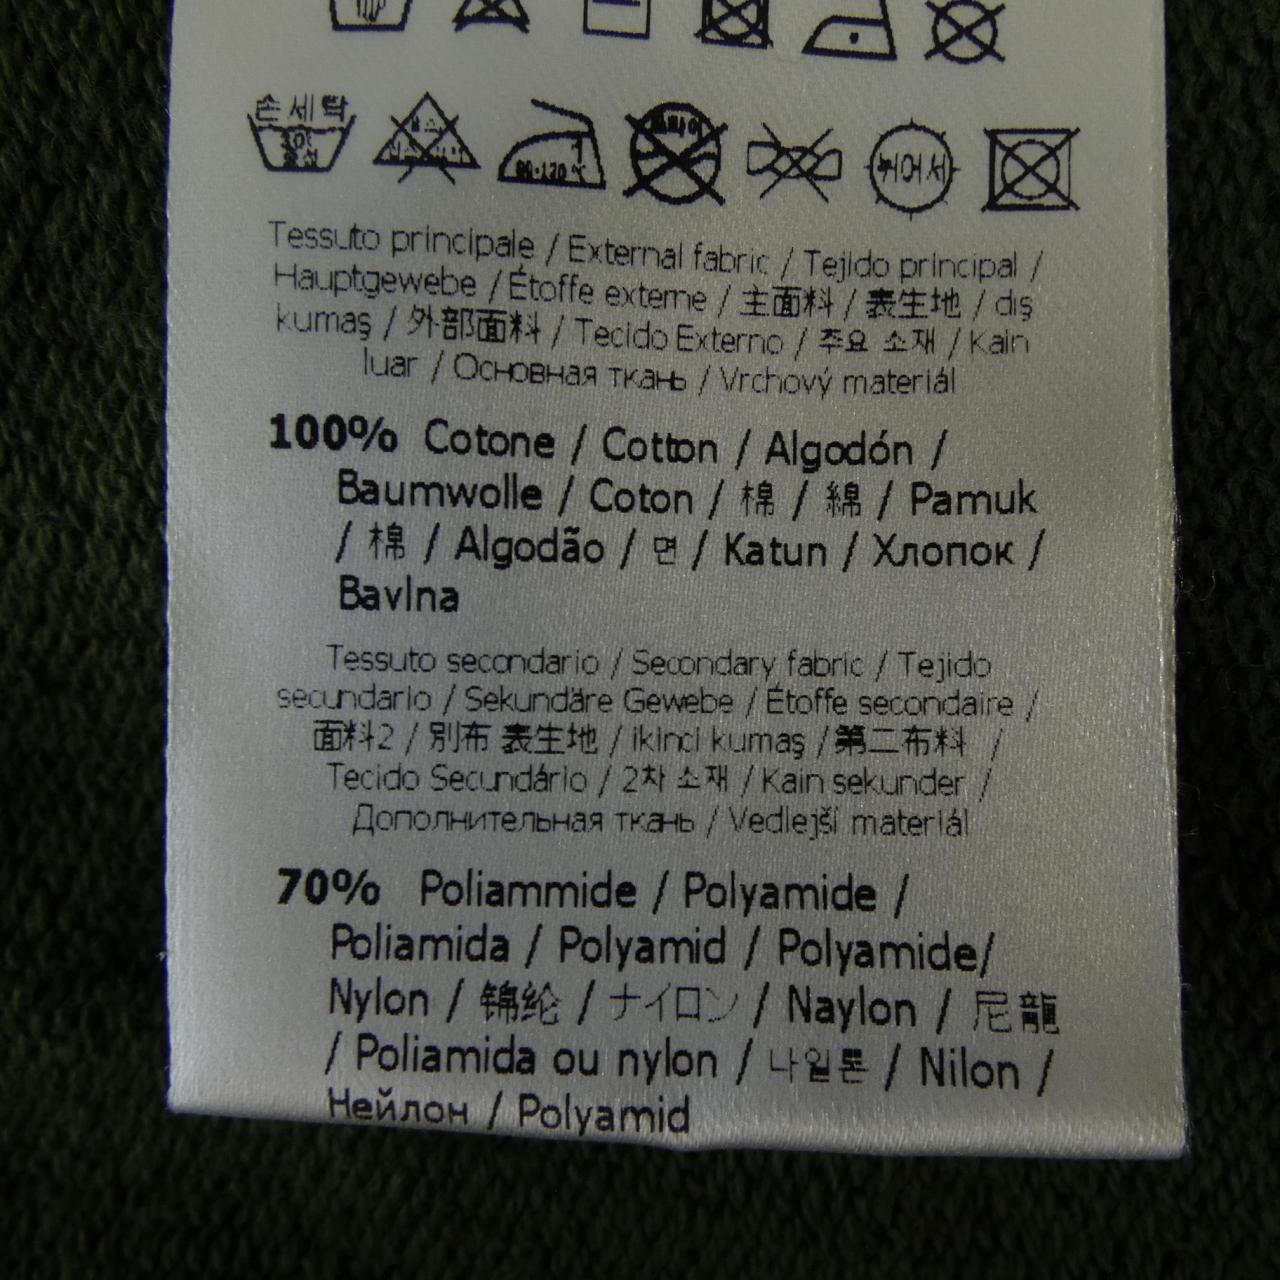 손세탁
80-120℃
뉘어서
Tessuto principale / External fabric / Tejido principal /
Hauptgewebe / Étoffe externe / 主面料 / 表生地 / dış
kumaş / 外部面料 / Tecido Externo / 주요 소재 / Kain
luar / Основная ткань / Vrchový materiál
100% Cotone / Cotton / Algodón /
Baumwolle / Coton / 棉 / 綿 / Pamuk
/ 棉 / Algodão / 면 / Katun / Хлопок /
Bavlna
Tessuto secondario / Secondary fabric / Tejido
secundario / Sekundäre Gewebe / Étoffe secondaire /
面料2 / 別布 表生地 / ikinci kumaş / 第二布料 /
Tecido Secundário / 2차 소재 / Kain sekunder /
Дополнительная ткань / Vedlejší materiál
70% Poliammide / Polyamide /
Poliamida / Polyamid / Polyamide/
Nylon / 锦纶 / ナイロン / Naylon / 尼龍
/ Poliamida ou nylon / 나일론 / Nilon /
Нейлон / Polyamid